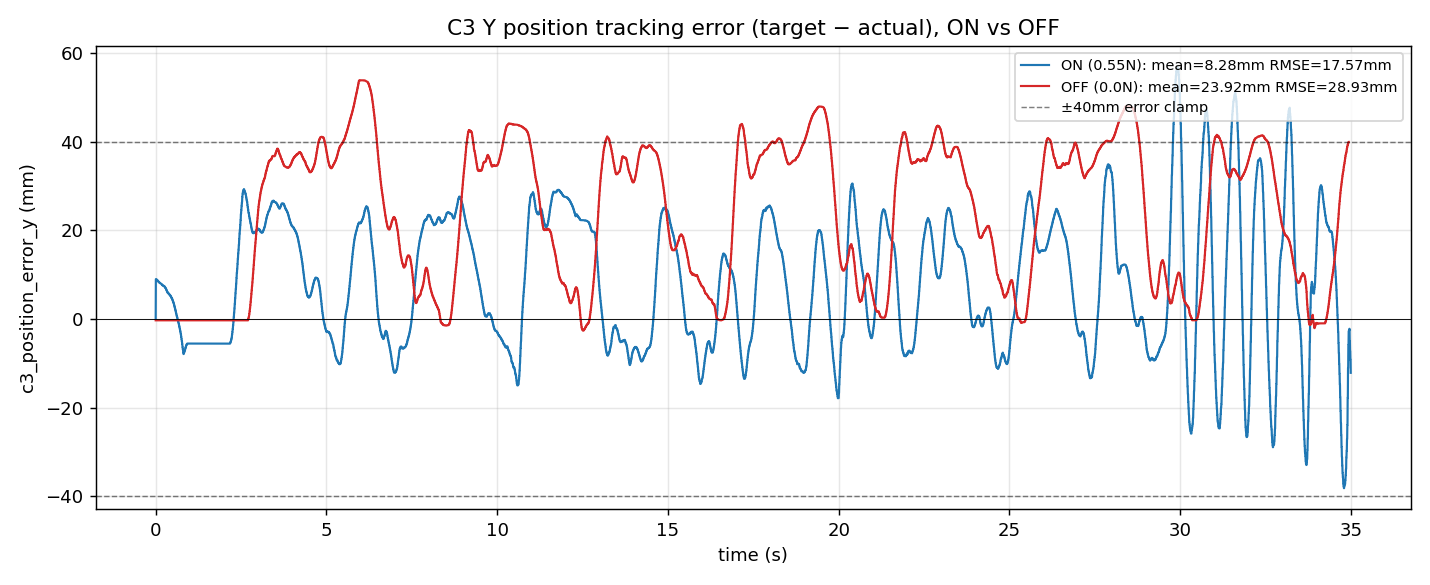 C3 Y position tracking error (target − actual), ON vs OFF
ON (0.55N): mean=8.28mm RMSE=17.57mm
OFF (0.0N): mean=23.92mm RMSE=28.93mm
±40mm error clamp
c3_position_error_y (mm)
60
40
20
0
−20
−40
0 5 10 15 20 25 30 35
time (s)